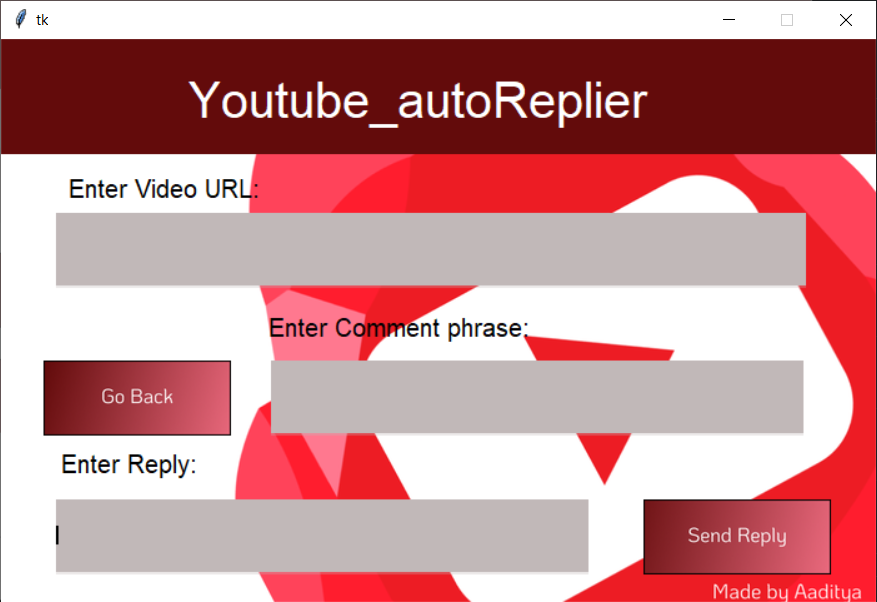 tk
Youtube_autoReplier
Enter Video URL:
Enter Comment phrase:
Go Back
Enter Reply:
Send Reply
Made by Aaditya